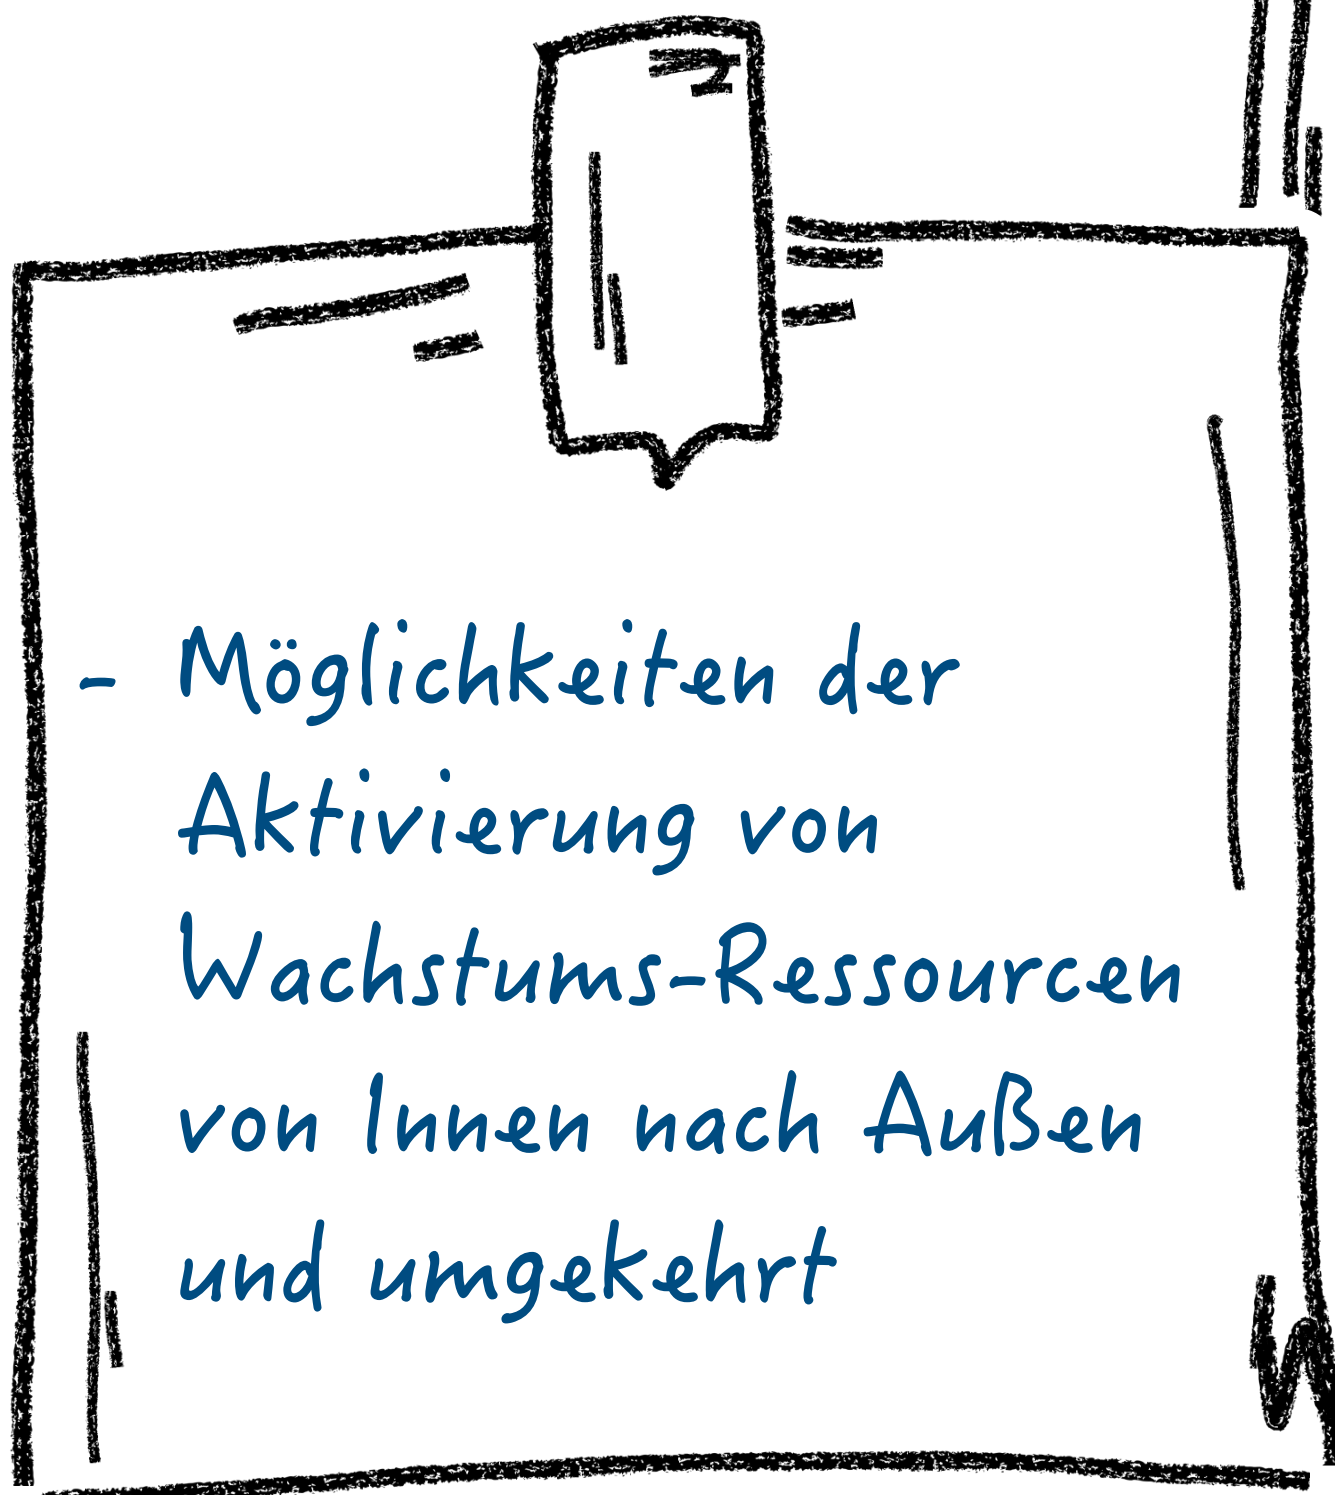 - Möglichkeiten der
Aktivierung von
Wachstums-Ressourcen
von Innen nach Außen
und umgekehrt